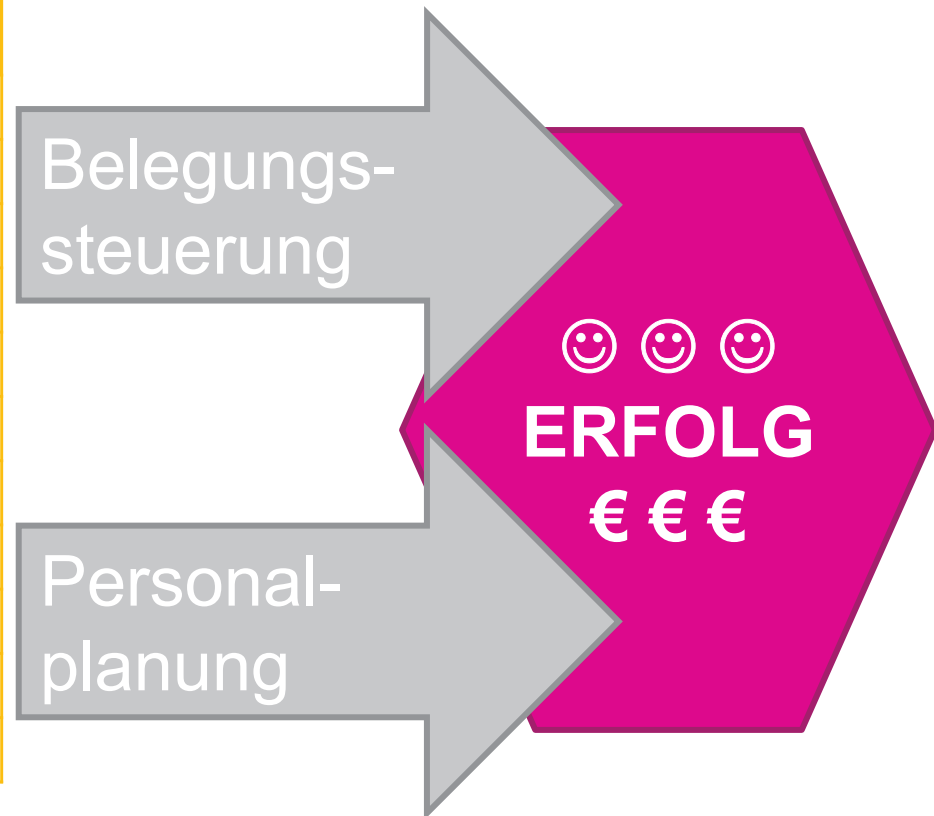 Belegungs-
steuerung
☺ ☺ ☺
ERFOLG
€ € €
Personal-
planung